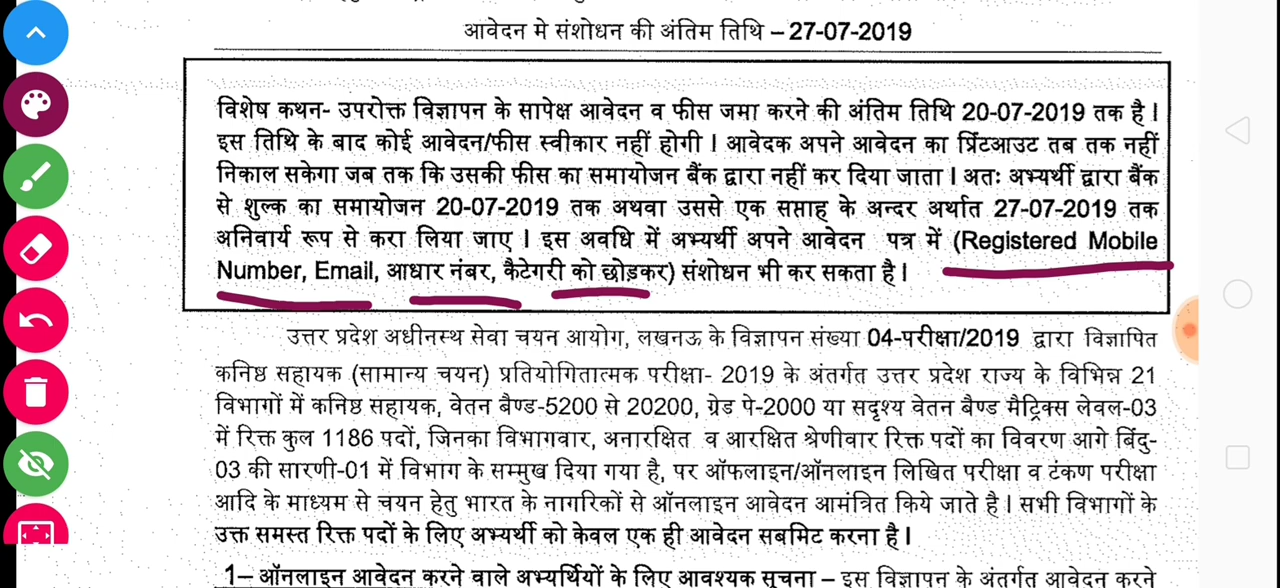 आवेदन मे संशोधन की अंतिम तिथि – 27-07-2019
विशेष कथन- उपरोक्त विज्ञापन के सापेक्ष आवेदन व फीस जमा करने की अंतिम तिथि 20-07-2019 तक है।
इस तिथि के बाद कोई आवेदन/फीस स्वीकार नहीं होगी। आवेदक अपने आवेदन का प्रिंटआउट तब तक नहीं
निकाल सकेगा जब तक कि उसकी फीस का समायोजन बैंक द्वारा नहीं कर दिया जाता। अतः अभ्यर्थी द्वारा बैंक
से शुल्क का समायोजन 20-07-2019 तक अथवा उससे एक सप्ताह के अन्दर अर्थात 27-07-2019 तक
अनिवार्य रूप से करा लिया जाए। इस अवधि में अभ्यर्थी अपने आवेदन पत्र में (Registered Mobile
Number, Email, आधार नंबर, कैटेगरी को छोड़कर) संशोधन भी कर सकता है।
उत्तर प्रदेश अधीनस्थ सेवा चयन आयोग, लखनऊ के विज्ञापन संख्या 04-परीक्षा/2019 द्वारा विज्ञापित
कनिष्ठ सहायक (सामान्य चयन) प्रतियोगितात्मक परीक्षा- 2019 के अंतर्गत उत्तर प्रदेश राज्य के विभिन्न 21
विभागों में कनिष्ठ सहायक, वेतन बैण्ड-5200 से 20200, ग्रेड पे-2000 या सदृश्य वेतन बैण्ड मैट्रिक्स लेवल-03
में रिक्त कुल 1186 पदों, जिनका विभागवार, अनारक्षित व आरक्षित श्रेणीवार रिक्त पदों का विवरण आगे बिंदु-
03 की सारणी-01 में विभाग के सम्मुख दिया गया है, पर ऑफलाइन/ऑनलाइन लिखित परीक्षा व टंकण परीक्षा
आदि के माध्यम से चयन हेतु भारत के नागरिकों से ऑनलाइन आवेदन आमंत्रित किये जाते है। सभी विभागों के
उक्त समस्त रिक्त पदों के लिए अभ्यर्थी को केवल एक ही आवेदन सबमिट करना है।
1– ऑनलाइन आवेदन करने वाले अभ्यर्थियों के लिए आवश्यक सूचना – इस विज्ञापन के अंतर्गत आवेदन करने